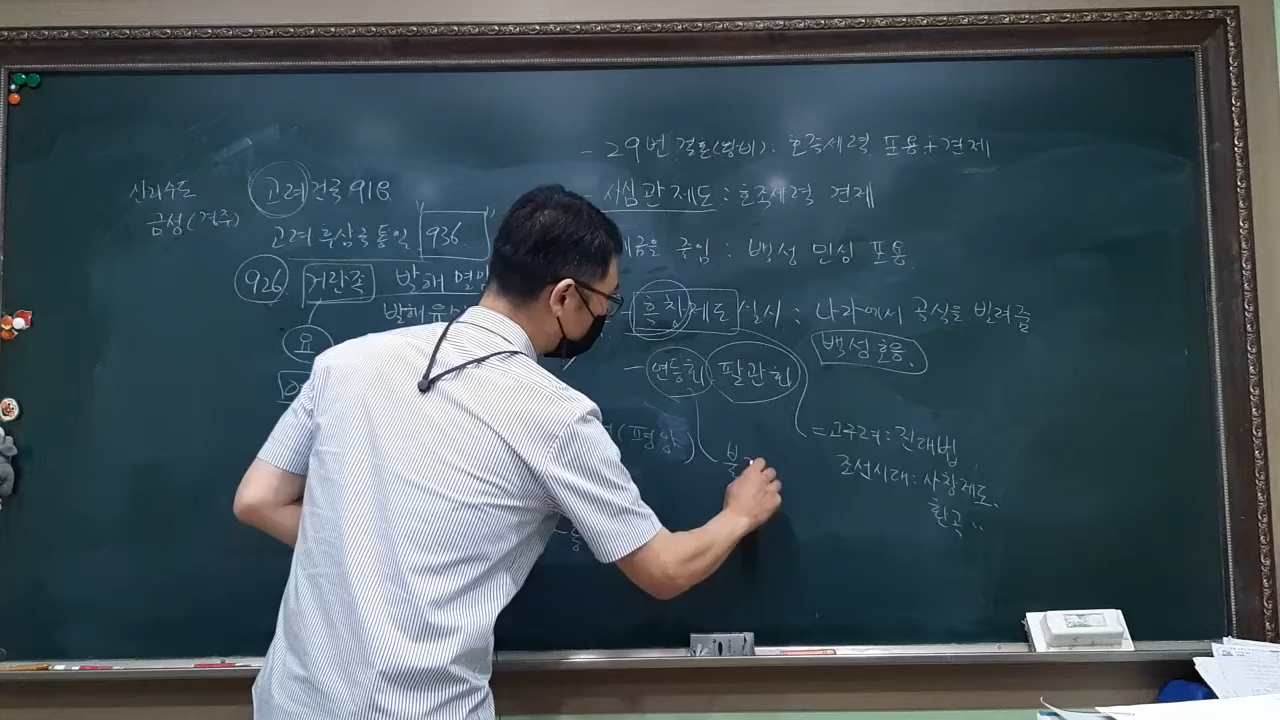 신라수도
금성(경주)
고려 건국 918
고려 후삼국 통일 "936"
926 거란족 발해 멸망
발해 유
요
(평양)
- 29번 결혼(왕비): 호족세력 포용+견제
- 사심관 제도 : 호족세력 견제
세금을 줄임 : 백성 민심 포용.
- 흑창제도 실시 : 나라에서 곡식을 빌려줌
백성 호응.
- 연등회 팔관회
불
= 고구려 : 진대법
조선시대 : 사창제도.
환곡 ..